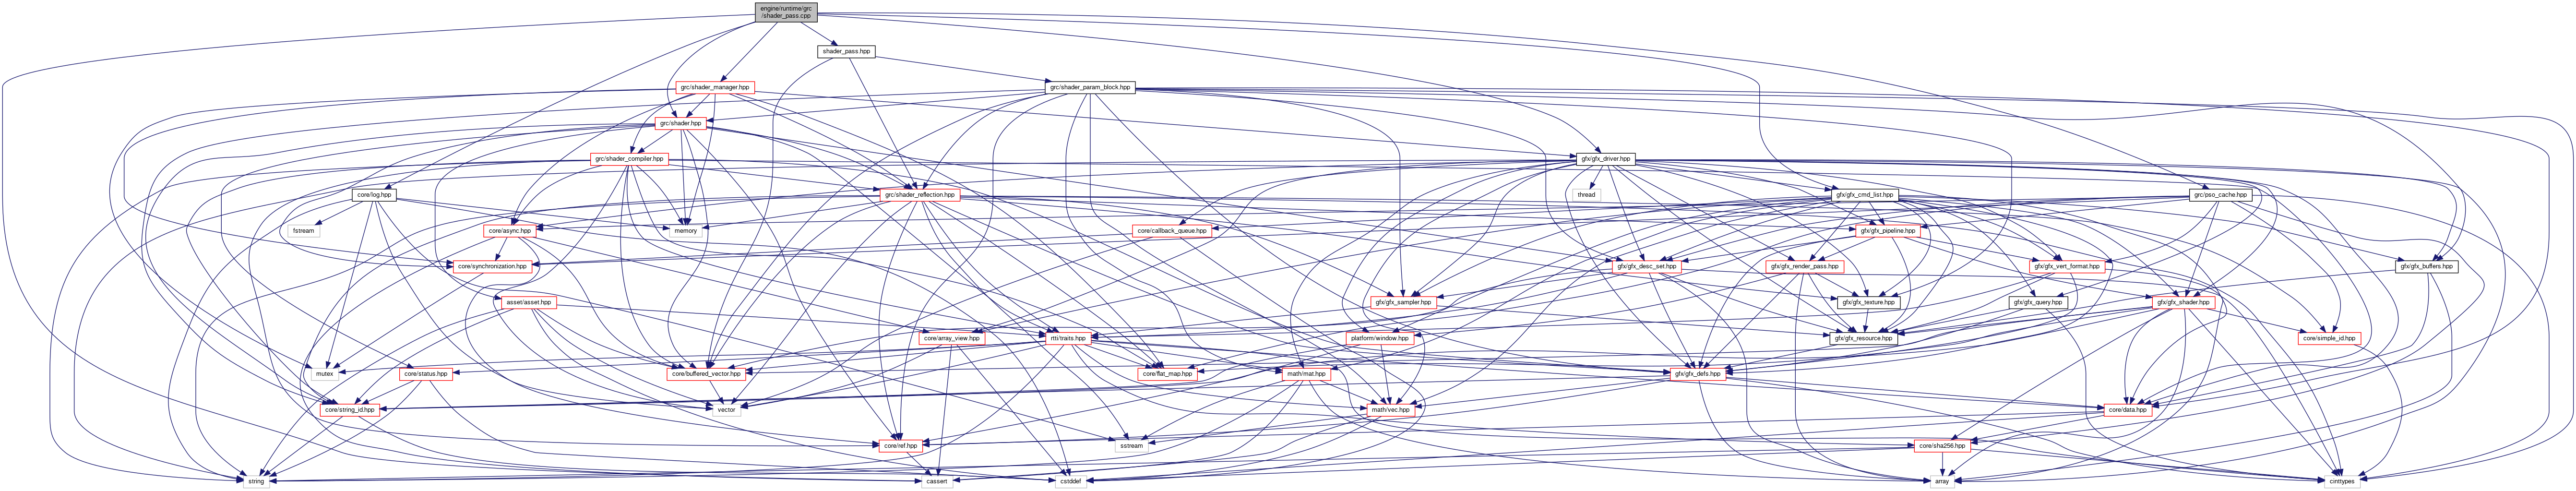 engine/runtime/grc
/shader_pass.cpp
shader_pass.hpp
grc/shader_manager.hpp
grc/shader_param_block.hpp
grc/shader.hpp
grc/shader_compiler.hpp
gfx/gfx_driver.hpp
core/log.hpp
grc/shader_reflection.hpp
thread
gfx/gfx_cmd_list.hpp
grc/pso_cache.hpp
fstream
core/async.hpp
memory
core/callback_queue.hpp
gfx/gfx_pipeline.hpp
core/synchronization.hpp
gfx/gfx_desc_set.hpp
gfx/gfx_render_pass.hpp
gfx/gfx_vert_format.hpp
gfx/gfx_buffers.hpp
asset/asset.hpp
gfx/gfx_sampler.hpp
gfx/gfx_texture.hpp
gfx/gfx_query.hpp
gfx/gfx_shader.hpp
core/array_view.hpp
rtti/traits.hpp
platform/window.hpp
gfx/gfx_resource.hpp
core/simple_id.hpp
mutex
core/status.hpp
core/buffered_vector.hpp
core/flat_map.hpp
math/mat.hpp
gfx/gfx_defs.hpp
core/string_id.hpp
vector
math/vec.hpp
core/data.hpp
core/ref.hpp
sstream
core/sha256.hpp
string
cassert
cstddef
array
cinttypes